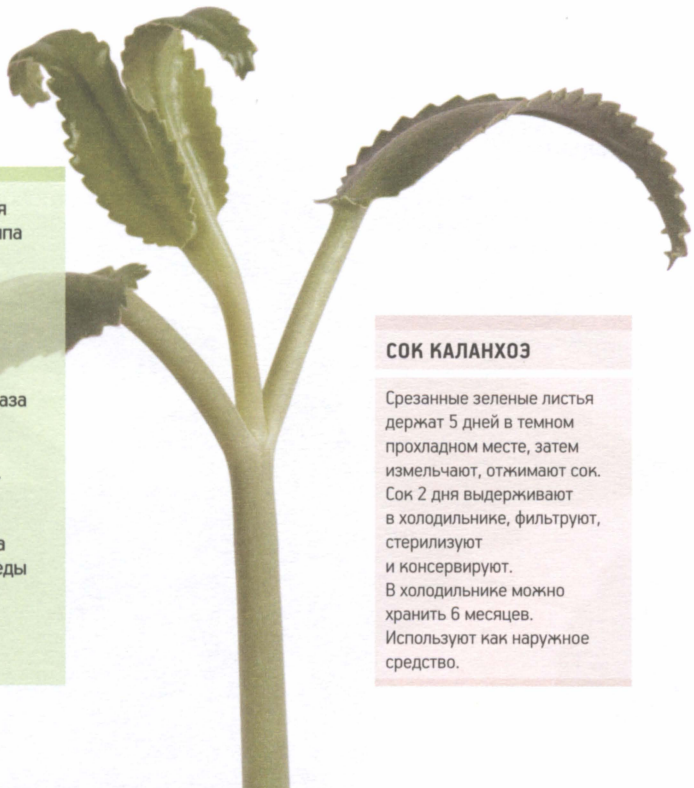 СОК КАЛАНХОЭ
Срезанные зеленые листья
держат 5 дней в темном
прохладном месте, затем
измельчают, отжимают сок.
Сок 2 дня выдерживают
в холодильнике, фильтруют,
стерилизуют
и консервируют.
В холодильнике можно
хранить 6 месяцев.
Используют как наружное
средство.